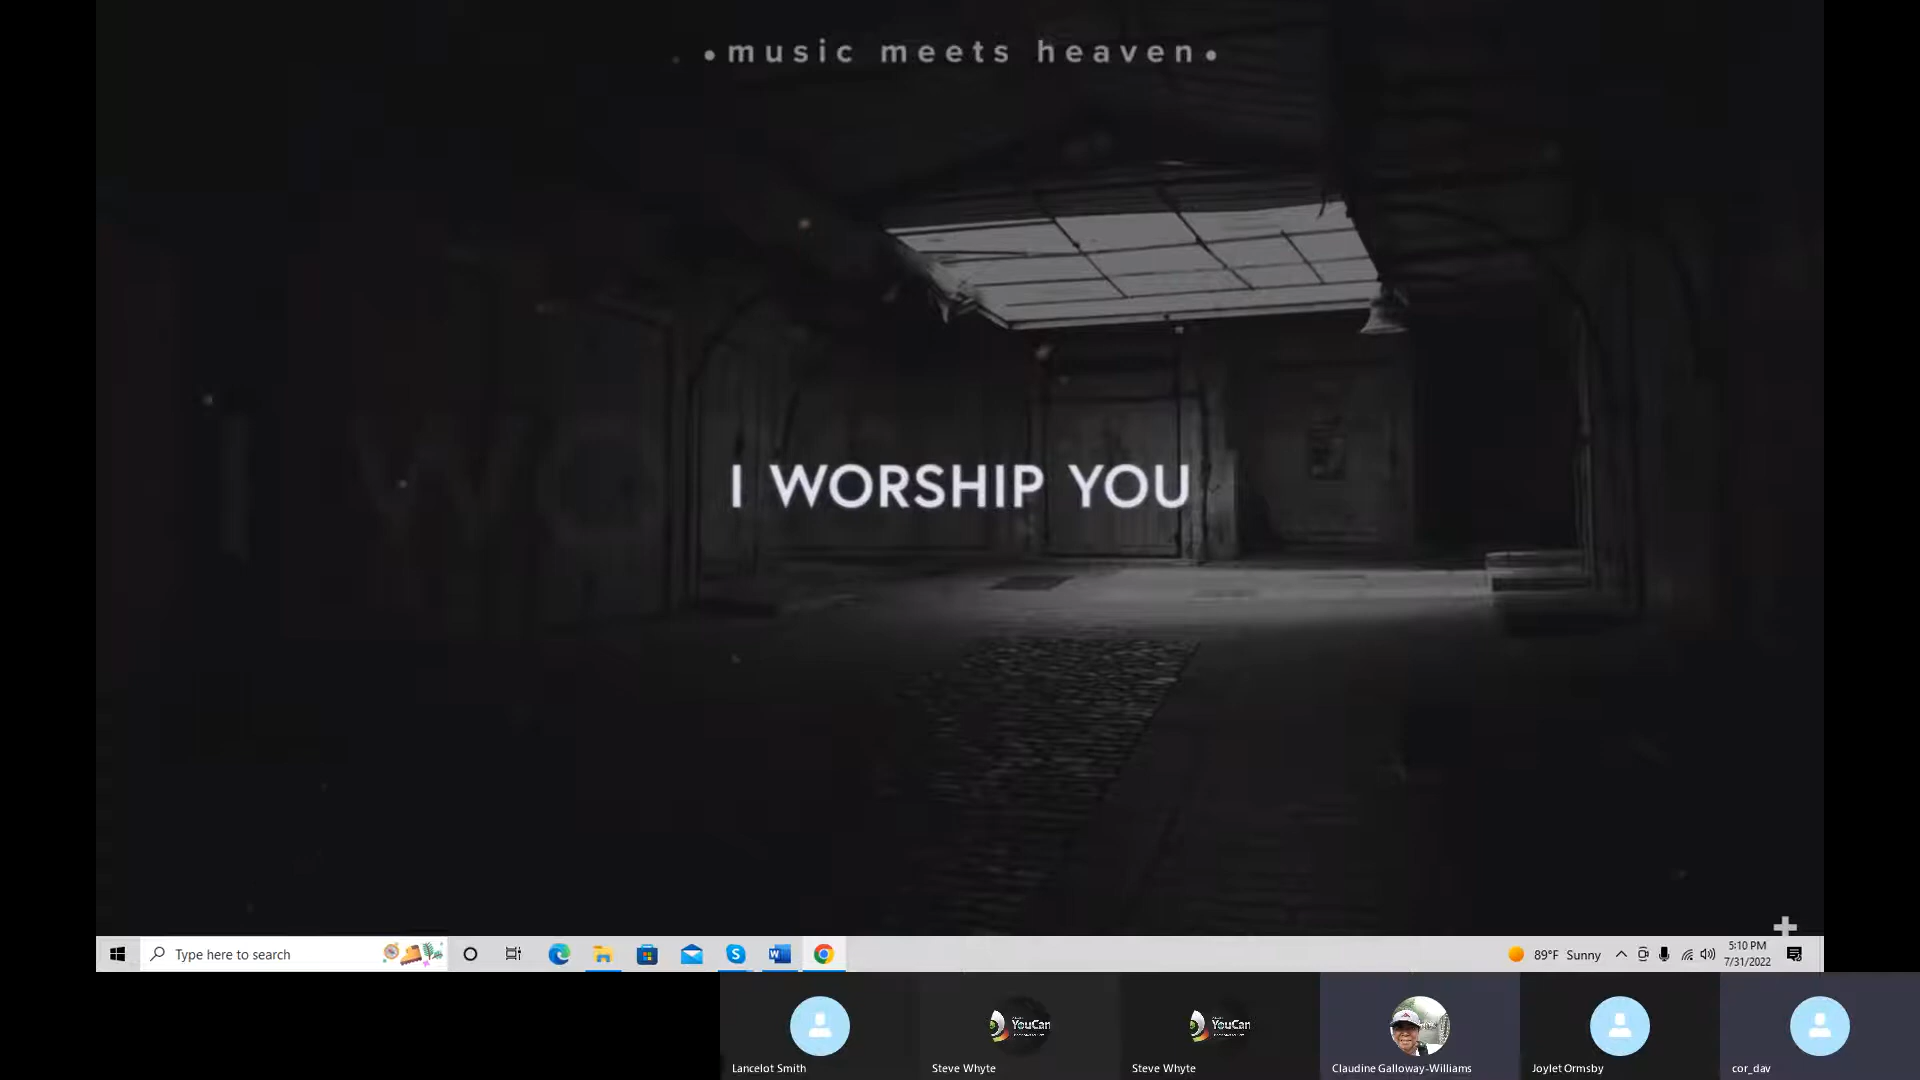 •music meets heaven•
I WORSHIP YOU
Type here to search
89°F Sunny
5:10 PM
7/31/2022
YouCan
YouCan
Lancelot Smith
Steve Whyte
Steve Whyte
Claudine Galloway-Williams
Joylet Ormsby
cor_dav